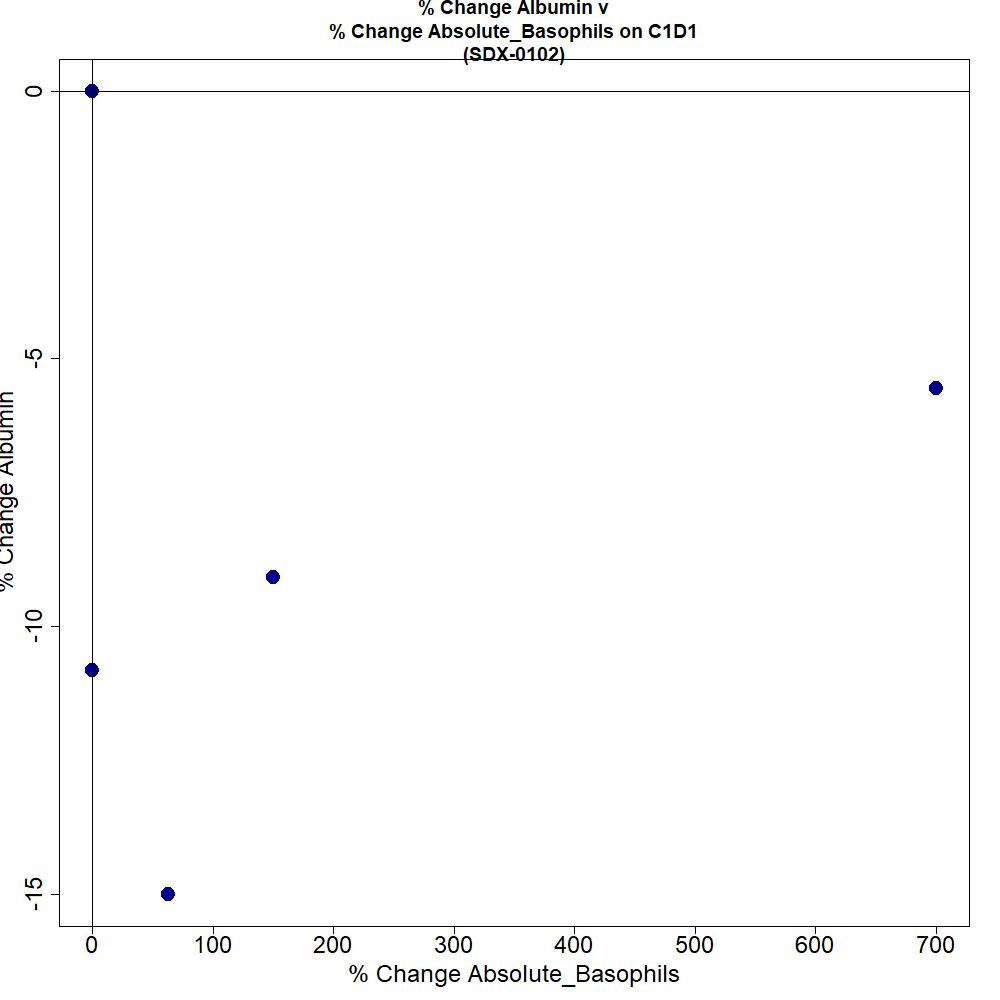 % Change Albumin v
% Change Absolute_Basophils on C1D1
(SDX-0102)
0
-5
-10
-15
% Change Albumin
0 100 200 300 400 500 600 700
% Change Absolute_Basophils